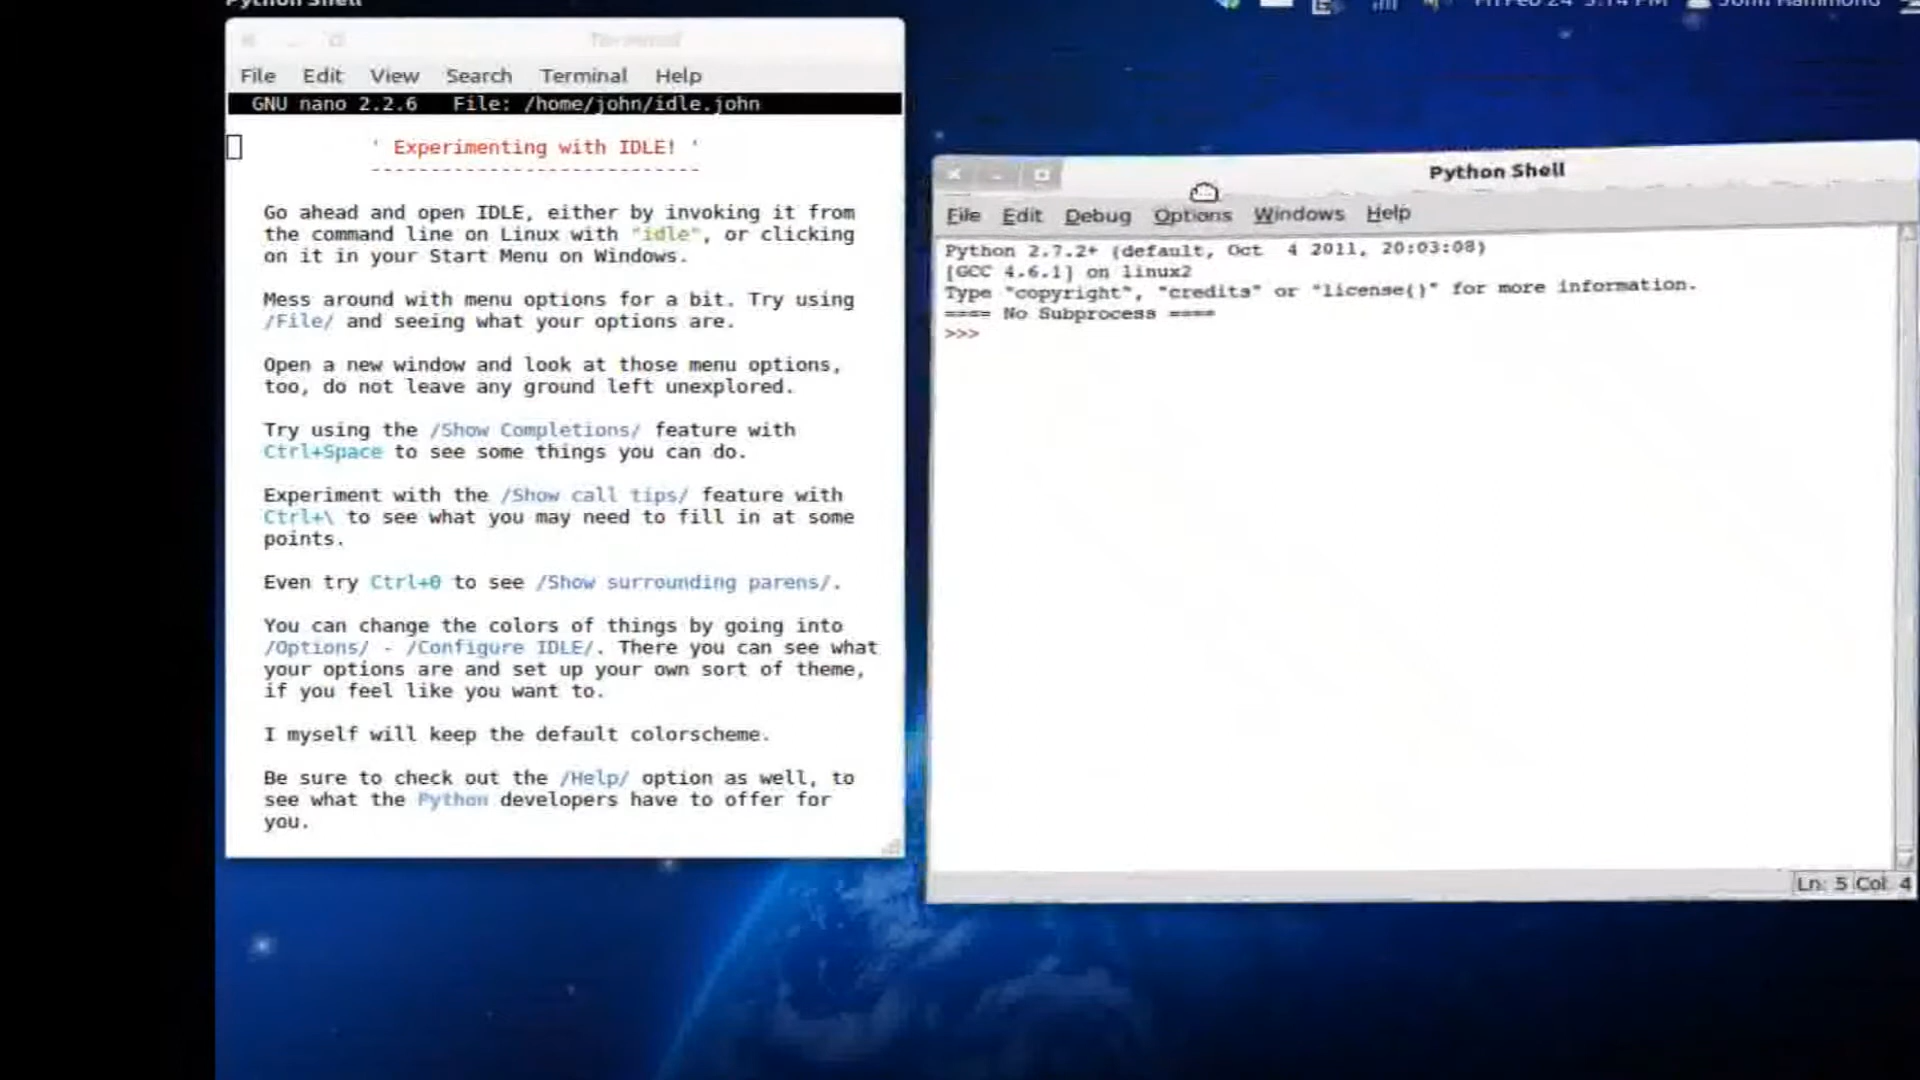 Python Shell
Terminal
File Edit View Search Terminal Help
GNU nano 2.2.6 File: /home/john/idle.john
' Experimenting with IDLE! '
----------------------------
Go ahead and open IDLE, either by invoking it from
the command line on Linux with "idle", or clicking
on it in your Start Menu on Windows.
Mess around with menu options for a bit. Try using
/File/ and seeing what your options are.
Open a new window and look at those menu options,
too, do not leave any ground left unexplored.
Try using the /Show Completions/ feature with
Ctrl+Space to see some things you can do.
Experiment with the /Show call tips/ feature with
Ctrl+\ to see what you may need to fill in at some
points.
Even try Ctrl+0 to see /Show surrounding parens/.
You can change the colors of things by going into
/Options/ - /Configure IDLE/. There you can see what
your options are and set up your own sort of theme,
if you feel like you want to.
I myself will keep the default colorscheme.
Be sure to check out the /Help/ option as well, to
see what the Python developers have to offer for
you.
Python Shell
File Edit Debug Options Windows Help
Python 2.7.2+ (default, Oct 4 2011, 20:03:08)
[GCC 4.6.1] on linux2
Type "copyright", "credits" or "license()" for more information.
==== No Subprocess ====
>>>
Ln: 5 Col: 4